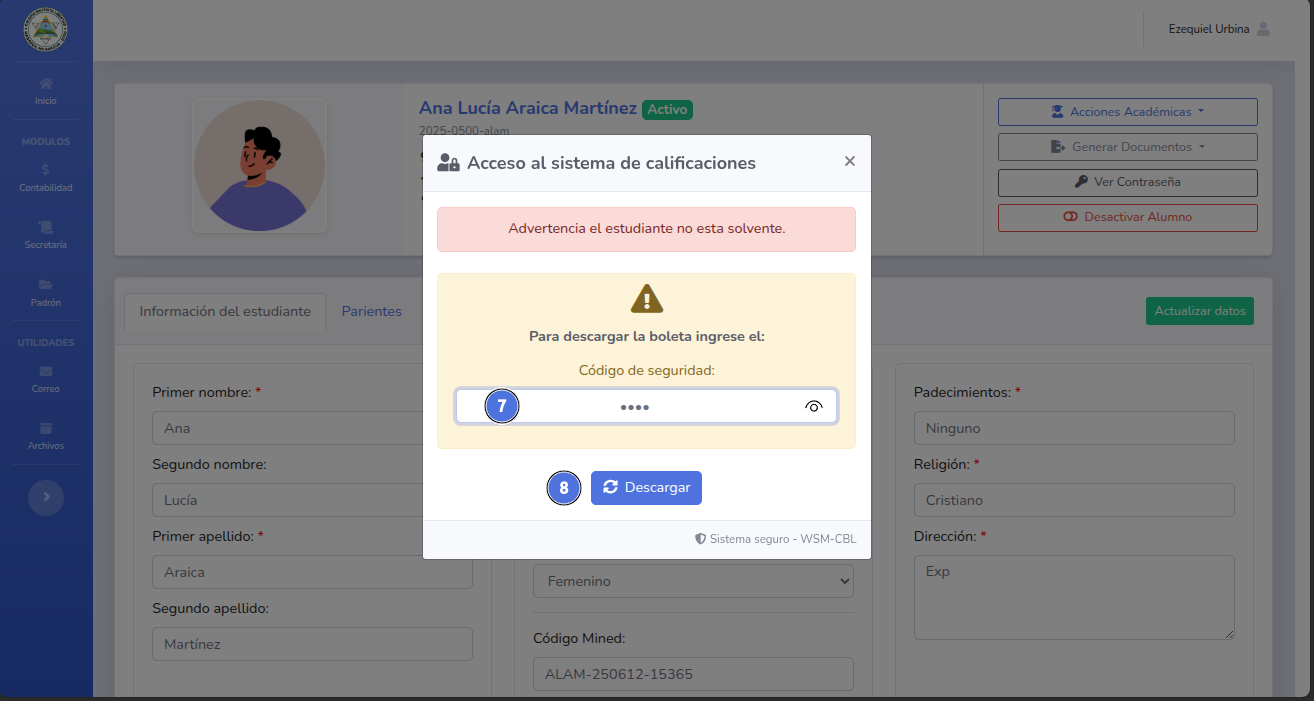 Ezequiel Urbina
Inicio
MODULOS
Contabilidad
Secretaría
Padrón
UTILIDADES
Correo
Archivos
Ana Lucía Araica Martínez Activo
2025-0500-alam
Acciones Académicas
Generar Documentos
Ver Contraseña
Desactivar Alumno
Acceso al sistema de calificaciones
Advertencia el estudiante no esta solvente.
Para descargar la boleta ingrese el:
Código de seguridad:
7
••••
8
Descargar
Sistema seguro - WSM-CBL
Información del estudiante
Parientes
Actualizar datos
Primer nombre: *
Ana
Segundo nombre:
Lucía
Primer apellido: *
Araica
Segundo apellido:
Martínez
Femenino
Código Mined:
ALAM-250612-15365
Padecimientos: *
Ninguno
Religión: *
Cristiano
Dirección: *
Exp